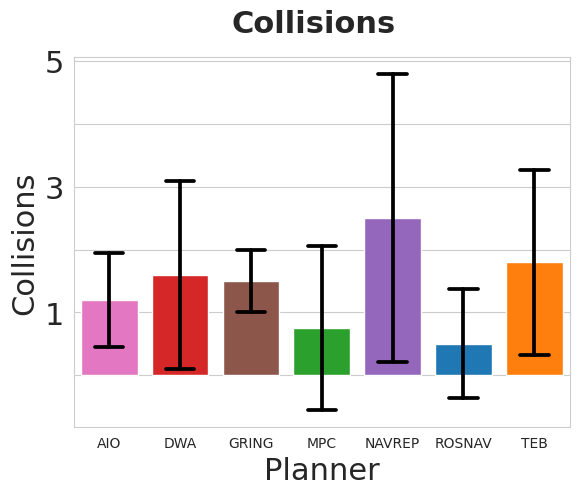 Collisions
5
3
1
Collisions
AIO DWA GRING MPC NAVREP ROSNAV TEB
Planner